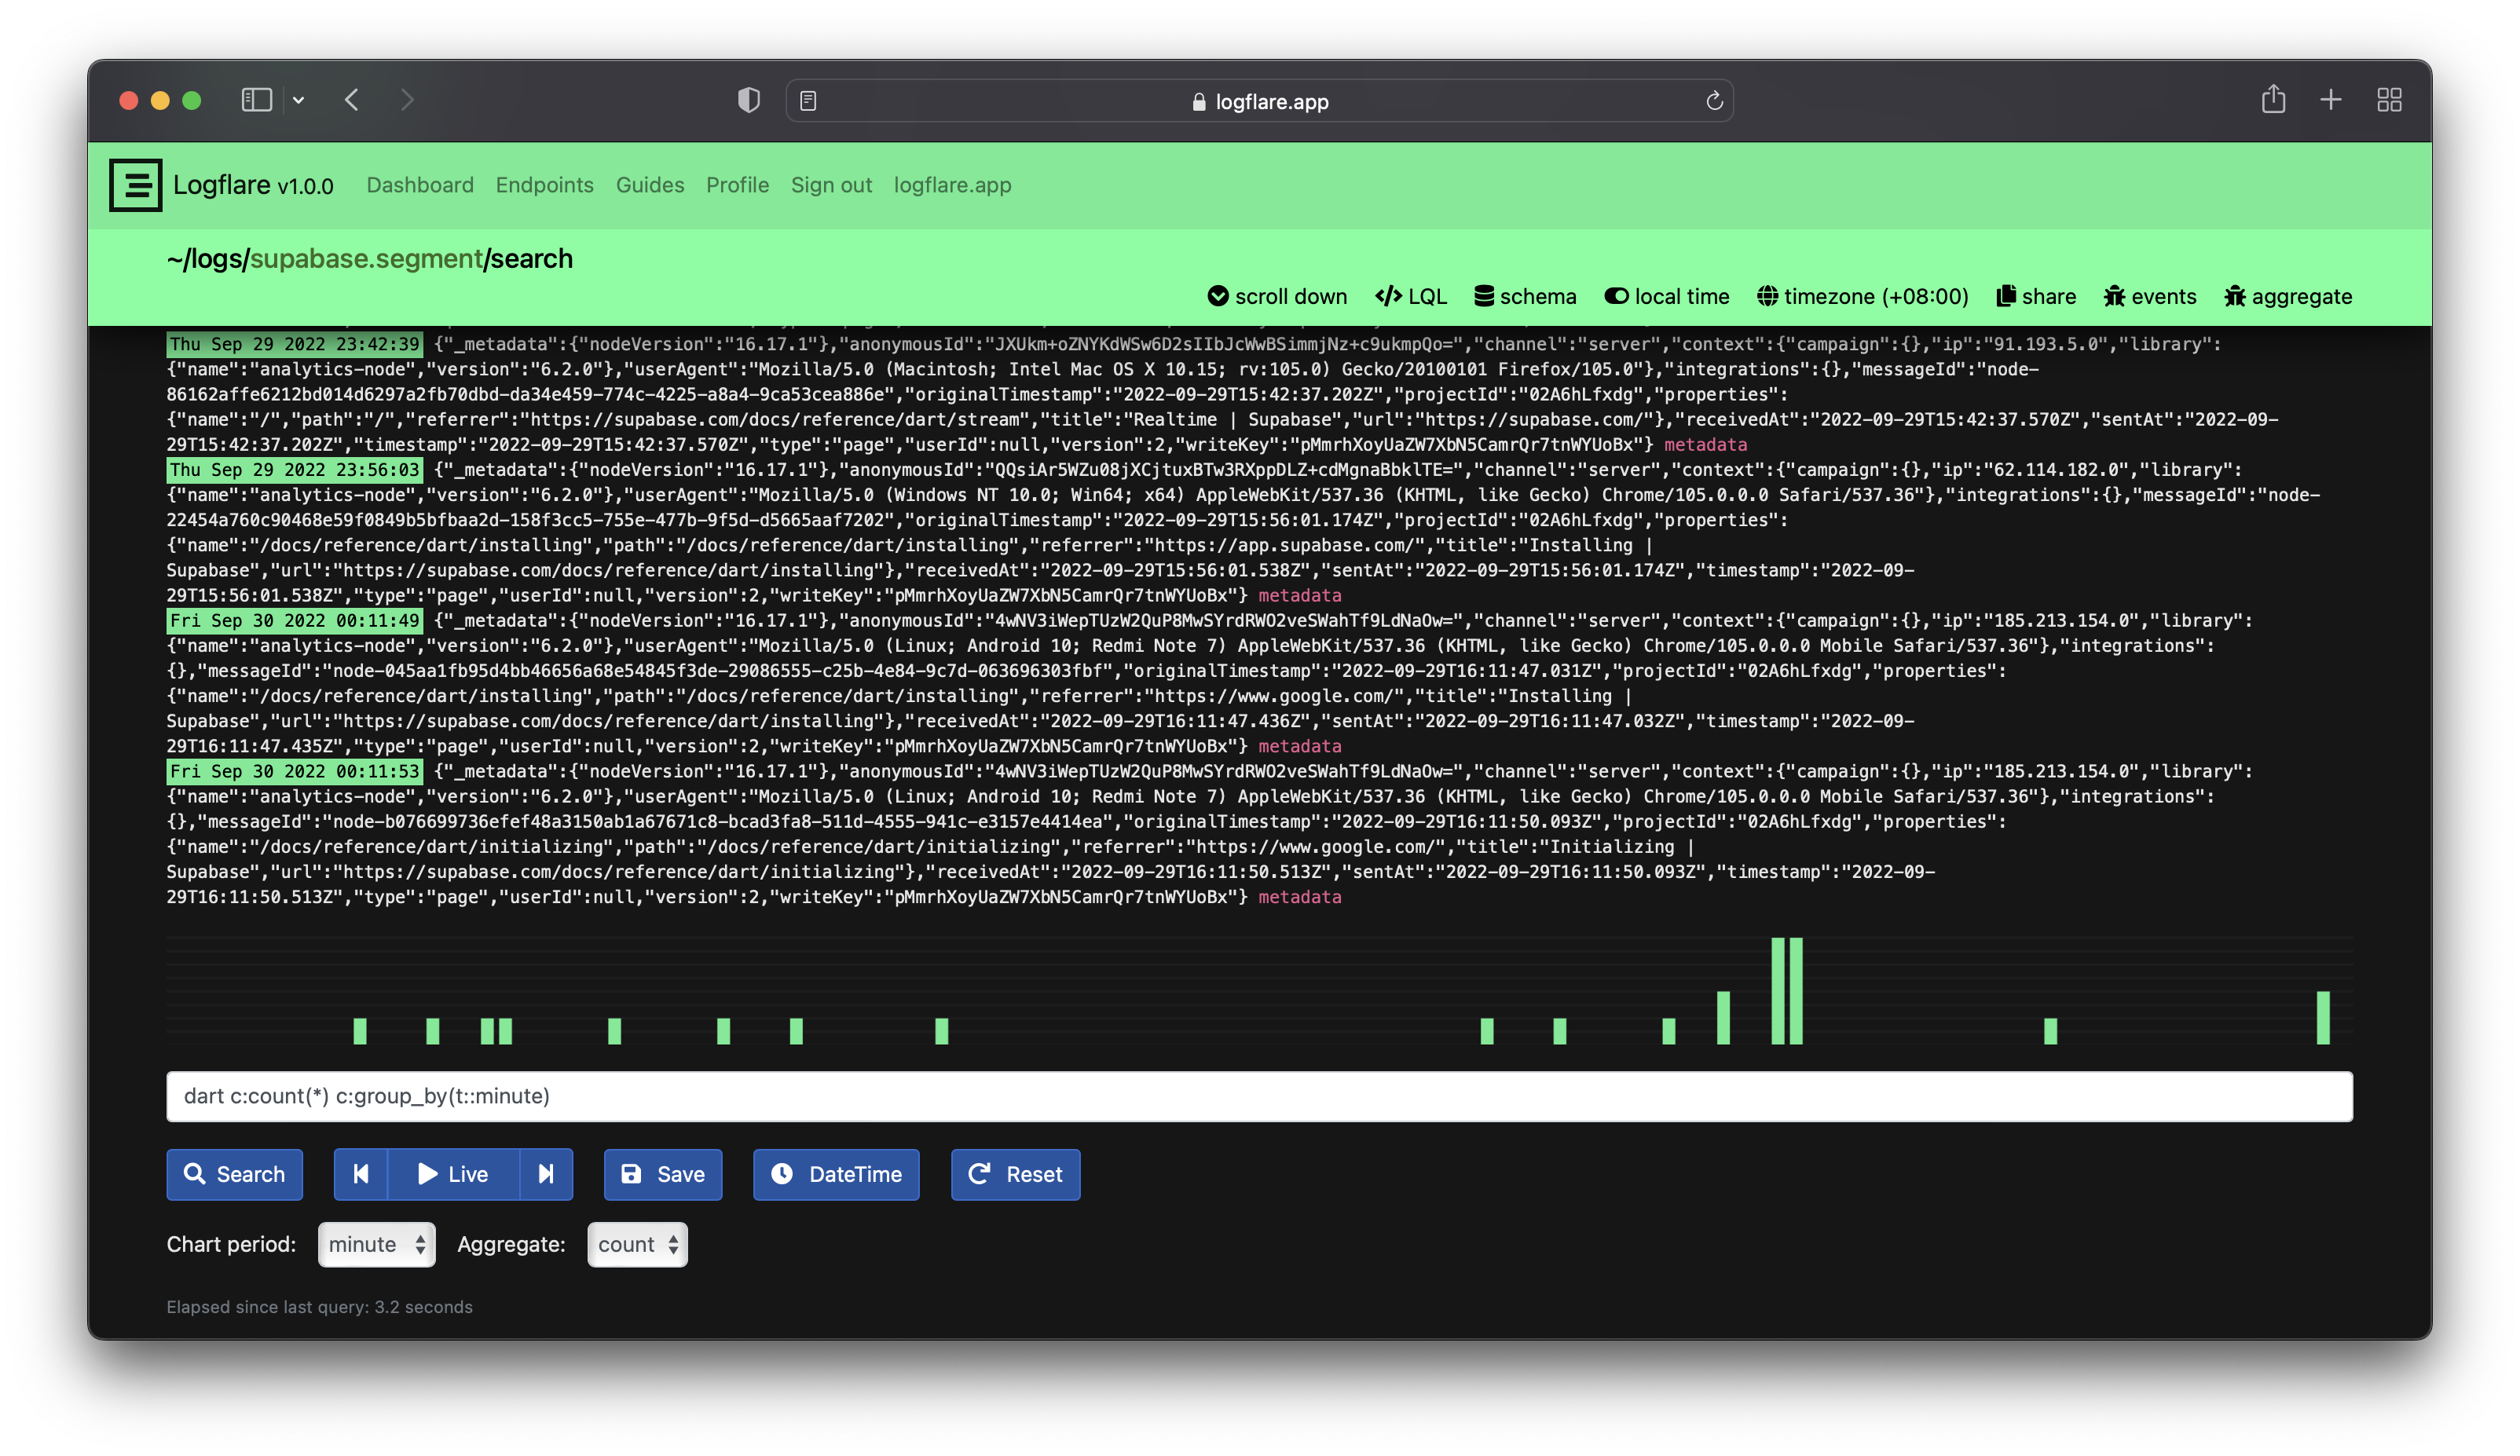 logflare.app
Logflare v1.0.0 Dashboard Endpoints Guides Profile Sign out logflare.app
~/logs/supabase.segment/search
scroll down LQL schema local time timezone (+08:00) share events aggregate
Thu Sep 29 2022 23:42:39 {"_metadata":{"nodeVersion":"16.17.1"},"anonymousId":"JXUkm+oZNYKdWSw6D2sIIbJcWwBSimmjNz+c9ukmpQo=","channel":"server","context":{"campaign":{},"ip":"91.193.5.0","library":
{"name":"analytics-node","version":"6.2.0"},"userAgent":"Mozilla/5.0 (Macintosh; Intel Mac OS X 10.15; rv:105.0) Gecko/20100101 Firefox/105.0"},"integrations":{},"messageId":"node-
86162affe6212bd014d6297a2fb70dbd-da34e459-774c-4225-a8a4-9ca53cea886e","originalTimestamp":"2022-09-29T15:42:37.202Z","projectId":"02A6hLfxdg","properties":
{"name":"/","path":"/","referrer":"https://supabase.com/docs/reference/dart/stream","title":"Realtime | Supabase","url":"https://supabase.com/"},"receivedAt":"2022-09-29T15:42:37.570Z","sentAt":"2022-09-
29T15:42:37.202Z","timestamp":"2022-09-29T15:42:37.570Z","type":"page","userId":null,"version":2,"writeKey":"pMmrhXoyUaZW7XbN5CamrQr7tnWYUoBx"} metadata
Thu Sep 29 2022 23:56:03 {"_metadata":{"nodeVersion":"16.17.1"},"anonymousId":"QQsiAr5WZu08jXCjtuxBTw3RXppDLZ+cdMgnaBbklTE=","channel":"server","context":{"campaign":{},"ip":"62.114.182.0","library":
{"name":"analytics-node","version":"6.2.0"},"userAgent":"Mozilla/5.0 (Windows NT 10.0; Win64; x64) AppleWebKit/537.36 (KHTML, like Gecko) Chrome/105.0.0.0 Safari/537.36"},"integrations":{},"messageId":"node-
22454a760c90468e59f0849b5bfbaa2d-158f3cc5-755e-477b-9f5d-d5665aaf7202","originalTimestamp":"2022-09-29T15:56:01.174Z","projectId":"02A6hLfxdg","properties":
{"name":"/docs/reference/dart/installing","path":"/docs/reference/dart/installing","referrer":"https://app.supabase.com/","title":"Installing |
Supabase","url":"https://supabase.com/docs/reference/dart/installing"},"receivedAt":"2022-09-29T15:56:01.538Z","sentAt":"2022-09-29T15:56:01.174Z","timestamp":"2022-09-
29T15:56:01.538Z","type":"page","userId":null,"version":2,"writeKey":"pMmrhXoyUaZW7XbN5CamrQr7tnWYUoBx"} metadata
Fri Sep 30 2022 00:11:49 {"_metadata":{"nodeVersion":"16.17.1"},"anonymousId":"4wNV3iWepTUzW2QuP8MwSYrdRWO2veSWahTf9LdNaOw=","channel":"server","context":{"campaign":{},"ip":"185.213.154.0","library":
{"name":"analytics-node","version":"6.2.0"},"userAgent":"Mozilla/5.0 (Linux; Android 10; Redmi Note 7) AppleWebKit/537.36 (KHTML, like Gecko) Chrome/105.0.0.0 Mobile Safari/537.36"},"integrations":
{},"messageId":"node-045aa1fb95d4bb46656a68e54845f3de-29086555-c25b-4e84-9c7d-063696303fbf","originalTimestamp":"2022-09-29T16:11:47.031Z","projectId":"02A6hLfxdg","properties":
{"name":"/docs/reference/dart/installing","path":"/docs/reference/dart/installing","referrer":"https://www.google.com/","title":"Installing |
Supabase","url":"https://supabase.com/docs/reference/dart/installing"},"receivedAt":"2022-09-29T16:11:47.436Z","sentAt":"2022-09-29T16:11:47.032Z","timestamp":"2022-09-
29T16:11:47.435Z","type":"page","userId":null,"version":2,"writeKey":"pMmrhXoyUaZW7XbN5CamrQr7tnWYUoBx"} metadata
Fri Sep 30 2022 00:11:53 {"_metadata":{"nodeVersion":"16.17.1"},"anonymousId":"4wNV3iWepTUzW2QuP8MwSYrdRWO2veSWahTf9LdNaOw=","channel":"server","context":{"campaign":{},"ip":"185.213.154.0","library":
{"name":"analytics-node","version":"6.2.0"},"userAgent":"Mozilla/5.0 (Linux; Android 10; Redmi Note 7) AppleWebKit/537.36 (KHTML, like Gecko) Chrome/105.0.0.0 Mobile Safari/537.36"},"integrations":
{},"messageId":"node-b076699736efef48a3150ab1a67671c8-bcad3fa8-511d-4555-941c-e3157e4414ea","originalTimestamp":"2022-09-29T16:11:50.093Z","projectId":"02A6hLfxdg","properties":
{"name":"/docs/reference/dart/initializing","path":"/docs/reference/dart/initializing","referrer":"https://www.google.com/","title":"Initializing |
Supabase","url":"https://supabase.com/docs/reference/dart/initializing"},"receivedAt":"2022-09-29T16:11:50.513Z","sentAt":"2022-09-29T16:11:50.093Z","timestamp":"2022-09-
29T16:11:50.513Z","type":"page","userId":null,"version":2,"writeKey":"pMmrhXoyUaZW7XbN5CamrQr7tnWYUoBx"} metadata
dart c:count(*) c:group_by(t::minute)
Search Live Save DateTime Reset
Chart period: minute Aggregate: count
Elapsed since last query: 3.2 seconds